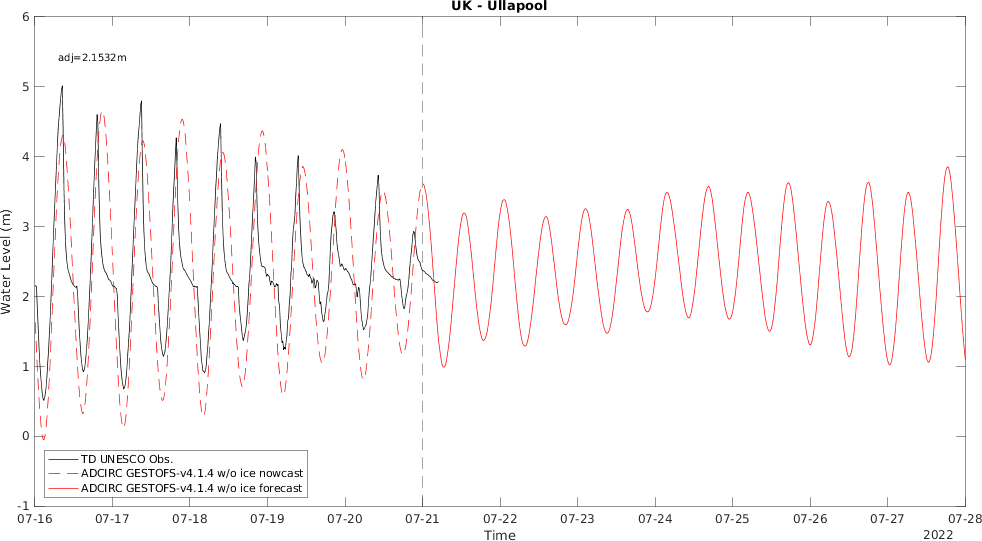 UK - Ullapool
adj=2.1532m
Water Level (m)
6
5
4
3
2
1
0
-1
TD UNESCO Obs.
ADCIRC GESTOFS-v4.1.4 w/o ice nowcast
ADCIRC GESTOFS-v4.1.4 w/o ice forecast
07-16 07-17 07-18 07-19 07-20 07-21 07-22 07-23 07-24 07-25 07-26 07-27 07-28
Time
2022